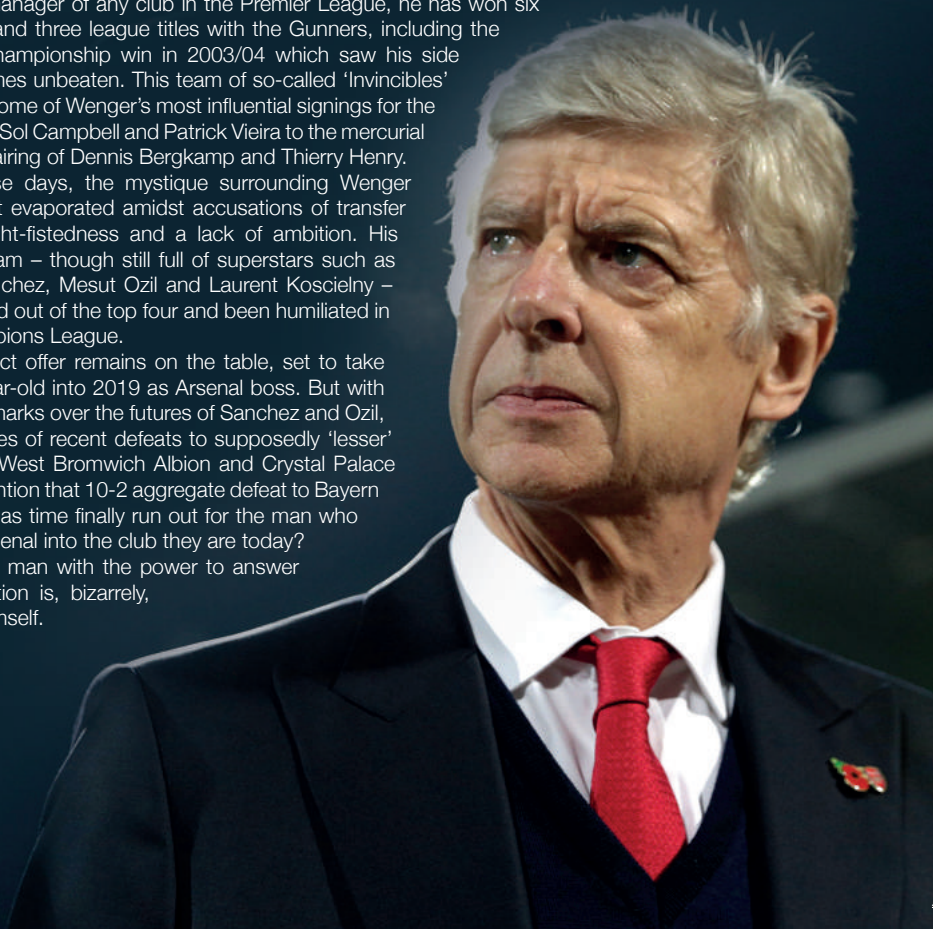 anager of any club in the Premier League, he has won six
and three league titles with the Gunners, including the
hampionship win in 2003/04 which saw his side
nes unbeaten. This team of so-called ‘Invincibles’
ome of Wenger’s most influential signings for the
Sol Campbell and Patrick Vieira to the mercurial
airing of Dennis Bergkamp and Thierry Henry.
se days, the mystique surrounding Wenger
t evaporated amidst accusations of transfer
ht-fistedness and a lack of ambition. His
am – though still full of superstars such as
chez, Mesut Ozil and Laurent Koscielny –
d out of the top four and been humiliated in
pions League.
ct offer remains on the table, set to take
ar-old into 2019 as Arsenal boss. But with
marks over the futures of Sanchez and Ozil,
es of recent defeats to supposedly ‘lesser’
West Bromwich Albion and Crystal Palace
ntion that 10-2 aggregate defeat to Bayern
as time finally run out for the man who
enal into the club they are today?
man with the power to answer
tion is, bizarrely,
mself.